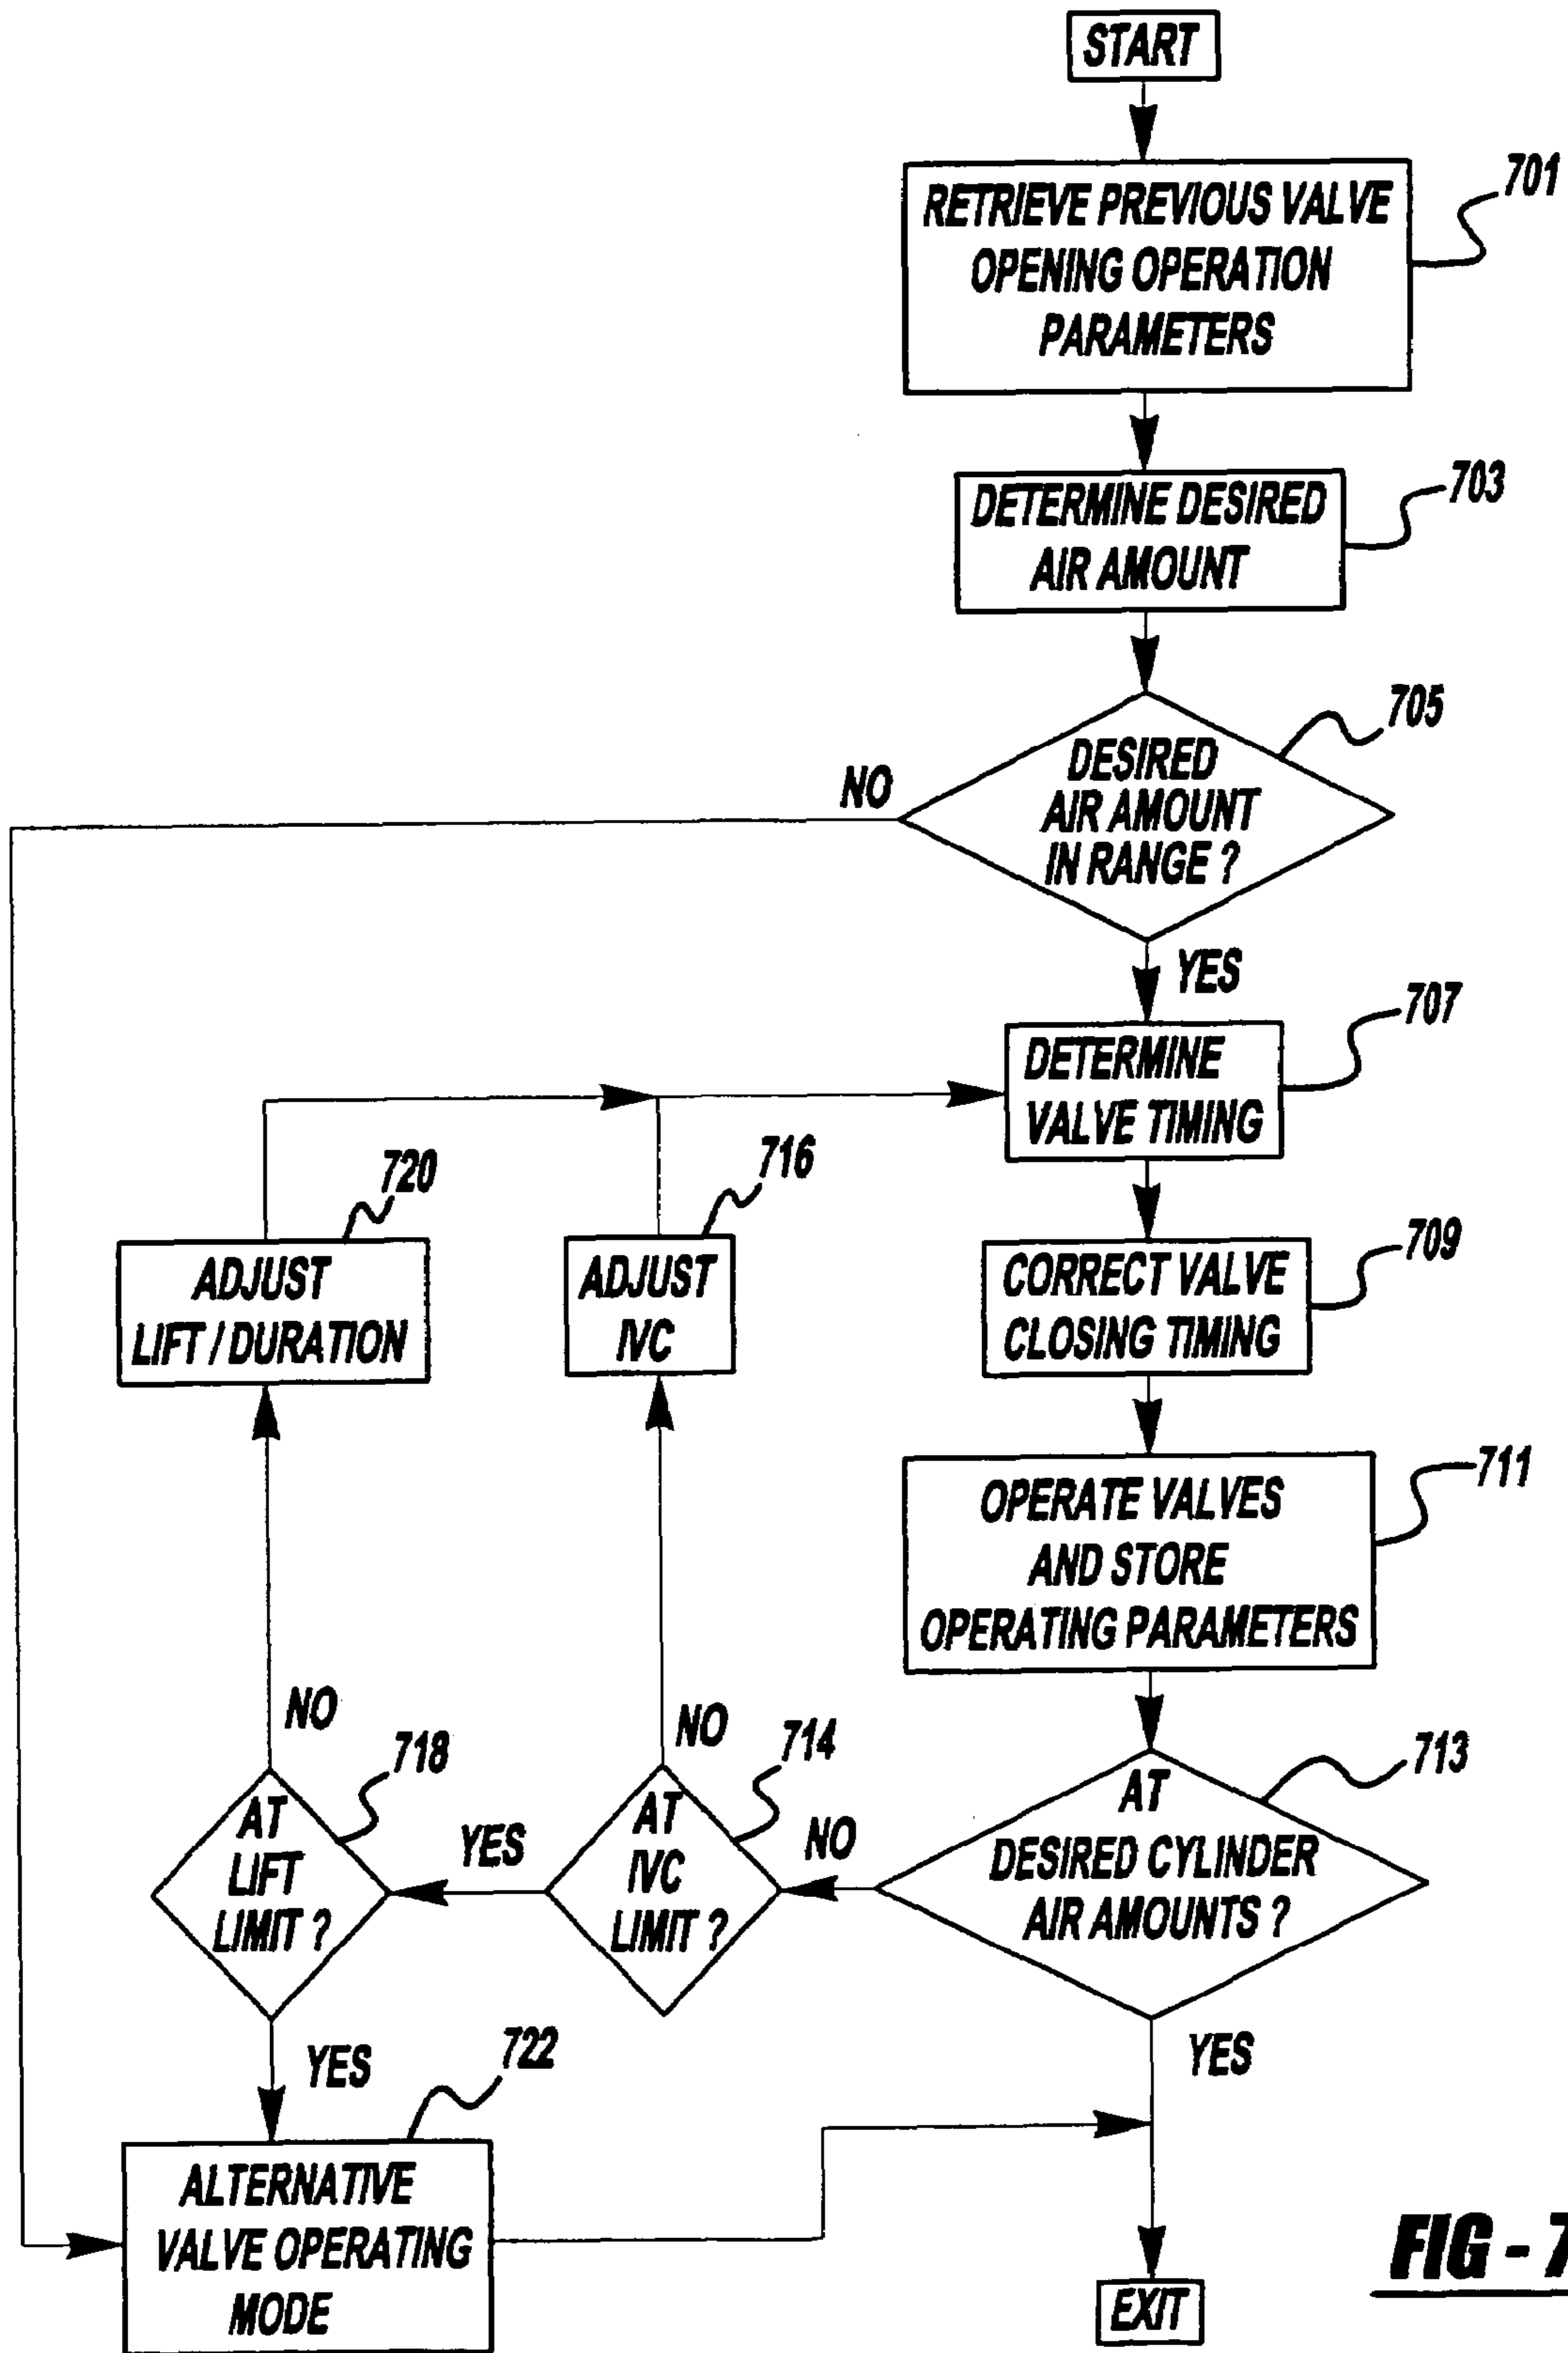 START
RETRIEVE PREVIOUS VALVE
OPENING OPERATION
PARAMETERS
701
DETERMINE DESIRED
AIR AMOUNT
703
DESIRED
AIR AMOUNT
IN RANGE ?
705
NO
YES
DETERMINE
VALVE TIMING
707
720
716
ADJUST
LIFT / DURATION
ADJUST
IVC
CORRECT VALVE
CLOSING TIMING
709
OPERATE VALVES
AND STORE
OPERATING PARAMETERS
711
NO
NO
718
714
713
AT
LIFT
LIMIT ?
YES
AT
IVC
LIMIT ?
NO
AT
DESIRED CYLINDER
AIR AMOUNTS ?
YES
722
YES
ALTERNATIVE
VALVE OPERATING
MODE
EXIT
FIG - 7